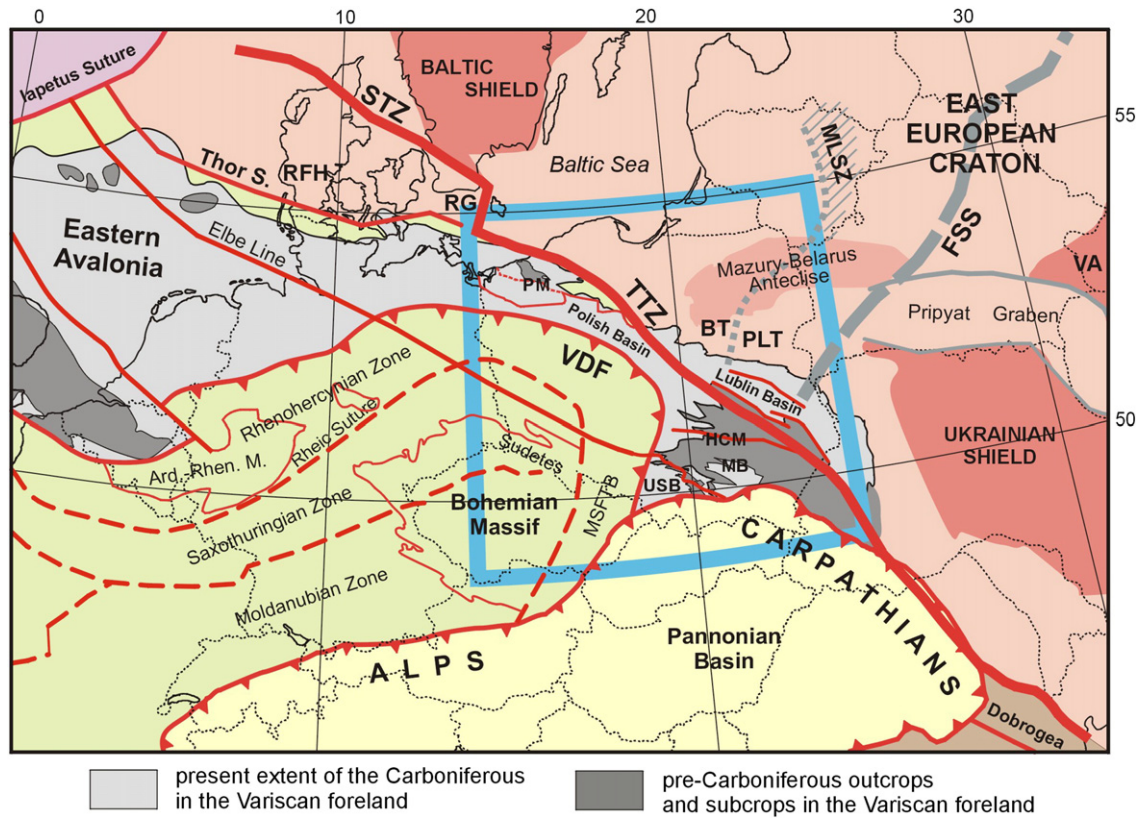 0
10
20
30
Iapetus Suture
BALTIC
SHIELD
STZ
EAST
EUROPEAN
CRATON
55
MLSZ
Thor S.
RFH
Baltic Sea
RG
FSS
Eastern
Avalonia
Elbe Line
Mazury-Belarus
Anteclise
VA
PM
TTZ
Polish Basin
BT
PLT
Pripyat Graben
VDF
Lublin Basin
Rhenohercynian Zone
Rheic Suture
50
UKRAINIAN
SHIELD
HCM
Sudetes
Ard. Rhen. M.
MB
USB
Bohemian
Massif
MSFTB
Saxothuringian Zone
CARPATHIANS
Moldanubian Zone
Pannonian
Basin
ALPS
Dobrogea
present extent of the Carboniferous
in the Variscan foreland
pre-Carboniferous outcrops
and subcrops in the Variscan foreland